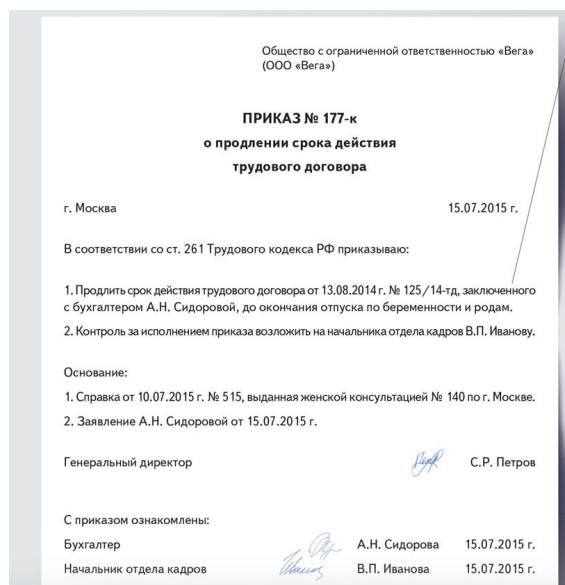 Общество с ограниченной ответственностью «Вега»
(ООО «Вега»)
ПРИКАЗ № 177-к
о продлении срока действия
трудового договора
г. Москва 15.07.2015 г.
В соответствии со ст. 261 Трудового кодекса РФ приказываю:
1. Продлить срок действия трудового договора от 13.08.2014 г. № 125/14-тд, заключенного
с бухгалтером А.Н. Сидоровой, до окончания отпуска по беременности и родам.
2. Контроль за исполнением приказа возложить на начальника отдела кадров В.П. Иванову.
Основание:
1. Справка от 10.07.2015 г. № 515, выданная женской консультацией № 140 по г. Москве.
2. Заявление А.Н. Сидоровой от 15.07.2015 г.
Генеральный директор С.Р. Петров
С приказом ознакомлены:
Бухгалтер А.Н. Сидорова 15.07.2015 г.
Начальник отдела кадров В.П. Иванова 15.07.2015 г.